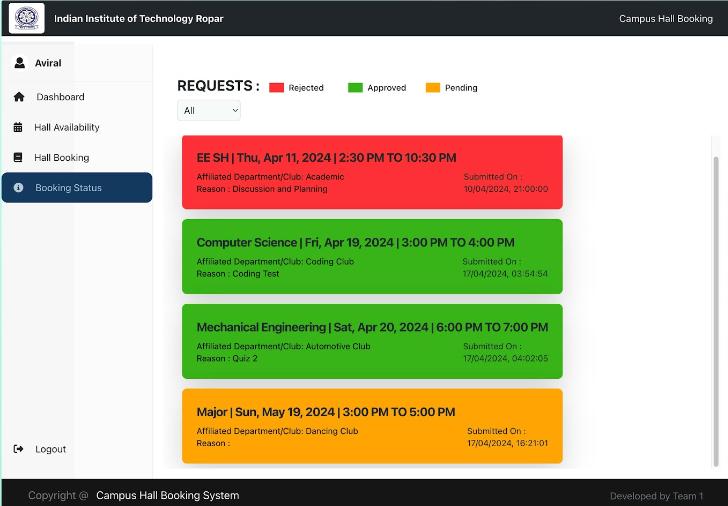 Indian Institute of Technology Ropar
Campus Hall Booking
Aviral
Dashboard
Hall Availability
Hall Booking
Booking Status
Logout
REQUESTS : Rejected Approved Pending
All
EE SH | Thu, Apr 11, 2024 | 2:30 PM TO 10:30 PM
Affiliated Department/Club: Academic Submitted On :
Reason : Discussion and Planning 10/04/2024, 21:00:00
Computer Science | Fri, Apr 19, 2024 | 3:00 PM TO 4:00 PM
Affiliated Department/Club: Coding Club Submitted On :
Reason : Coding Test 17/04/2024, 03:54:54
Mechanical Engineering | Sat, Apr 20, 2024 | 6:00 PM TO 7:00 PM
Affiliated Department/Club: Automotive Club Submitted On :
Reason : Quiz 2 17/04/2024, 04:02:05
Major | Sun, May 19, 2024 | 3:00 PM TO 5:00 PM
Affiliated Department/Club: Dancing Club Submitted On :
Reason : 17/04/2024, 16:21:01
Copyright @ Campus Hall Booking System
Developed by Team 1